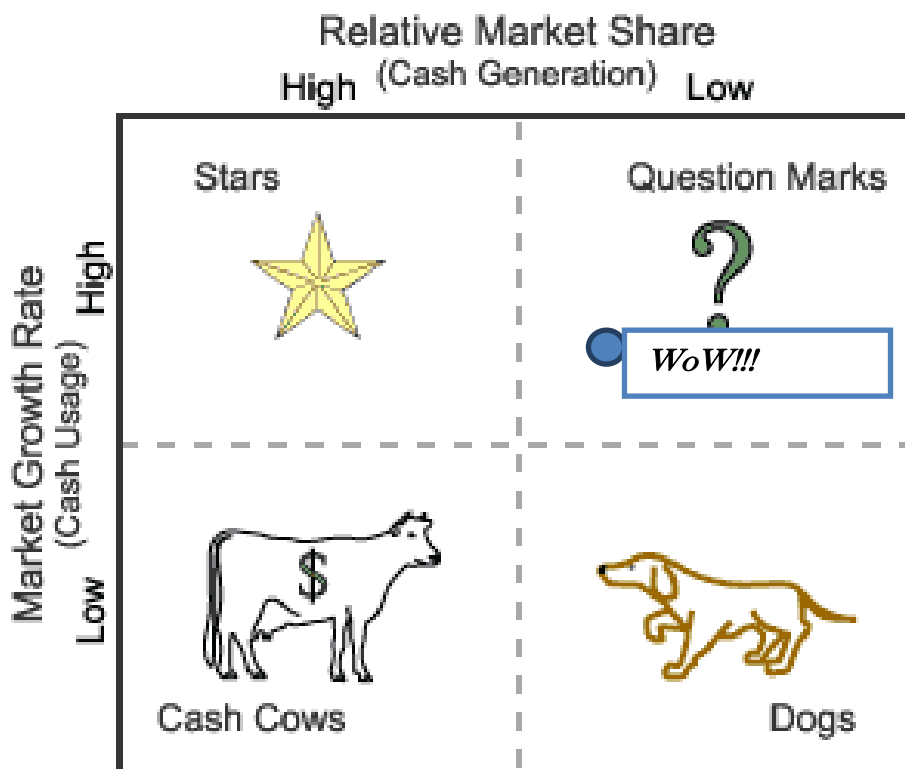 Relative Market Share
(Cash Generation)
High Low
Stars Question Marks
?
Market Growth Rate
(Cash Usage)
High
WoW!!!
Low
$
Cash Cows Dogs